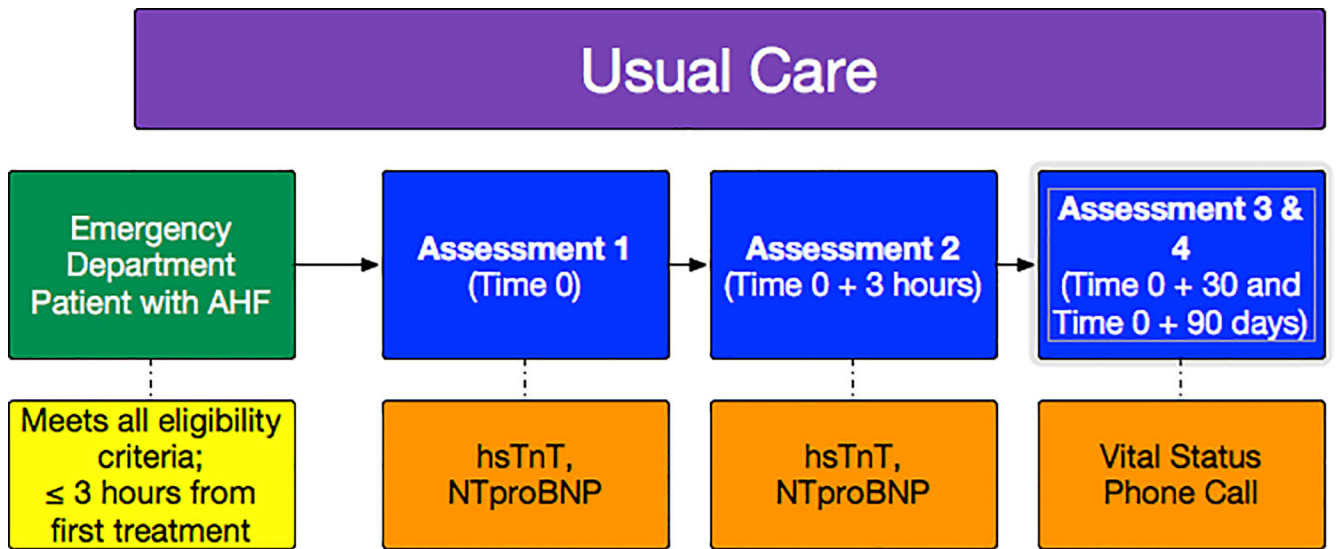 Usual Care
Emergency
Department
Patient with AHF
Assessment 1
(Time 0)
Assessment 2
(Time 0 + 3 hours)
Assessment 3 &
4
(Time 0 + 30 and
Time 0 + 90 days)
Meets all eligibility
criteria;
≤ 3 hours from
first treatment
hsTnT,
NTproBNP
hsTnT,
NTproBNP
Vital Status
Phone Call